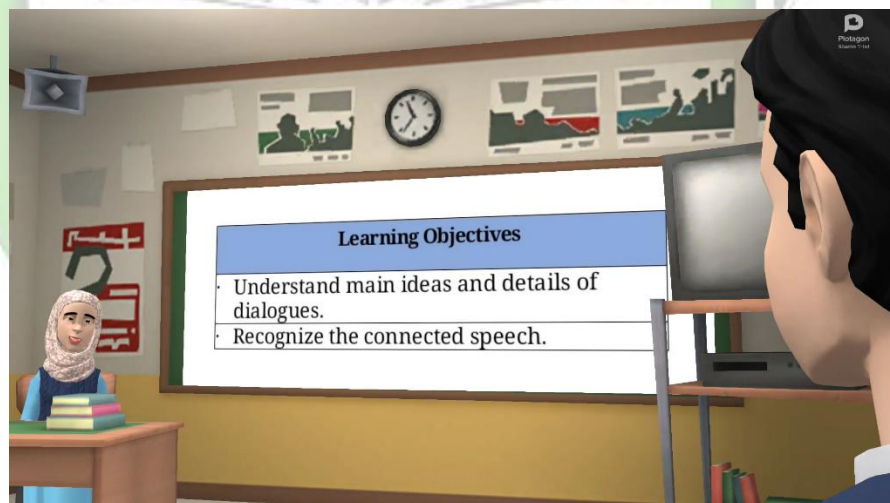 Plotagon
Learning Objectives
· Understand main ideas and details of
dialogues.
· Recognize the connected speech.